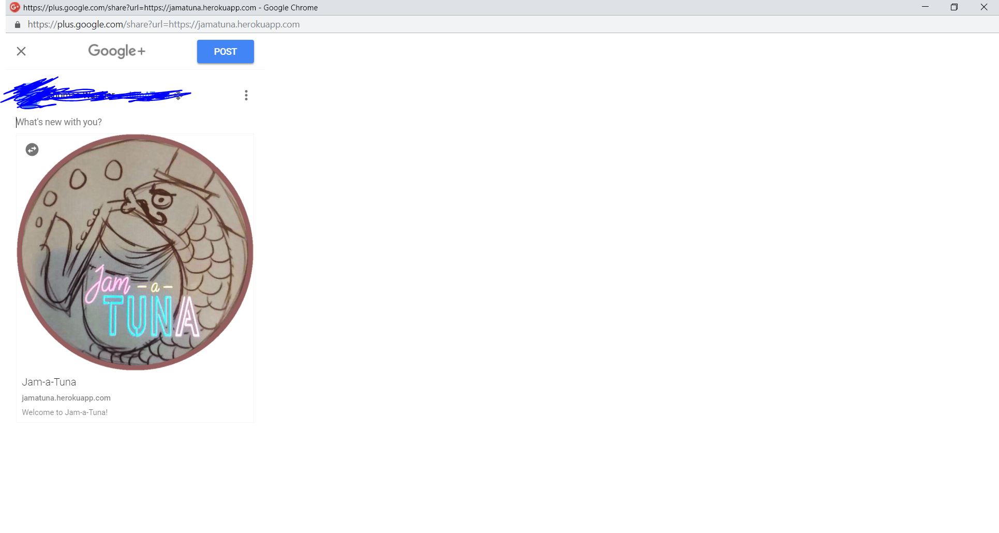 https://plus.google.com/share?url=https://jamatuna.herokuapp.com - Google Chrome
https://plus.google.com/share?url=https://jamatuna.herokuapp.com
Google+ POST
What's new with you?
Jam - a -
TUNA
Jam-a-Tuna
jamatuna.herokuapp.com
Welcome to Jam-a-Tuna!